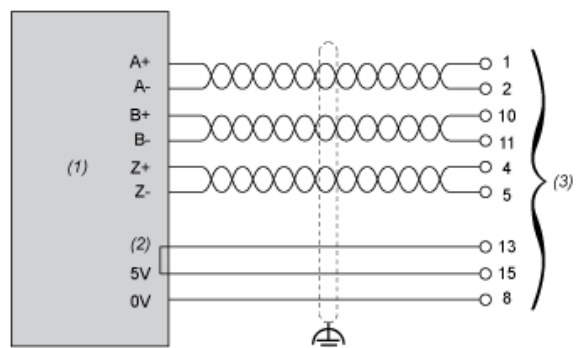 A+ 1
A- 2
B+ 10
B- 11
(1) Z+ 4 (3)
Z- 5
(2) 13
5V 15
0V 8